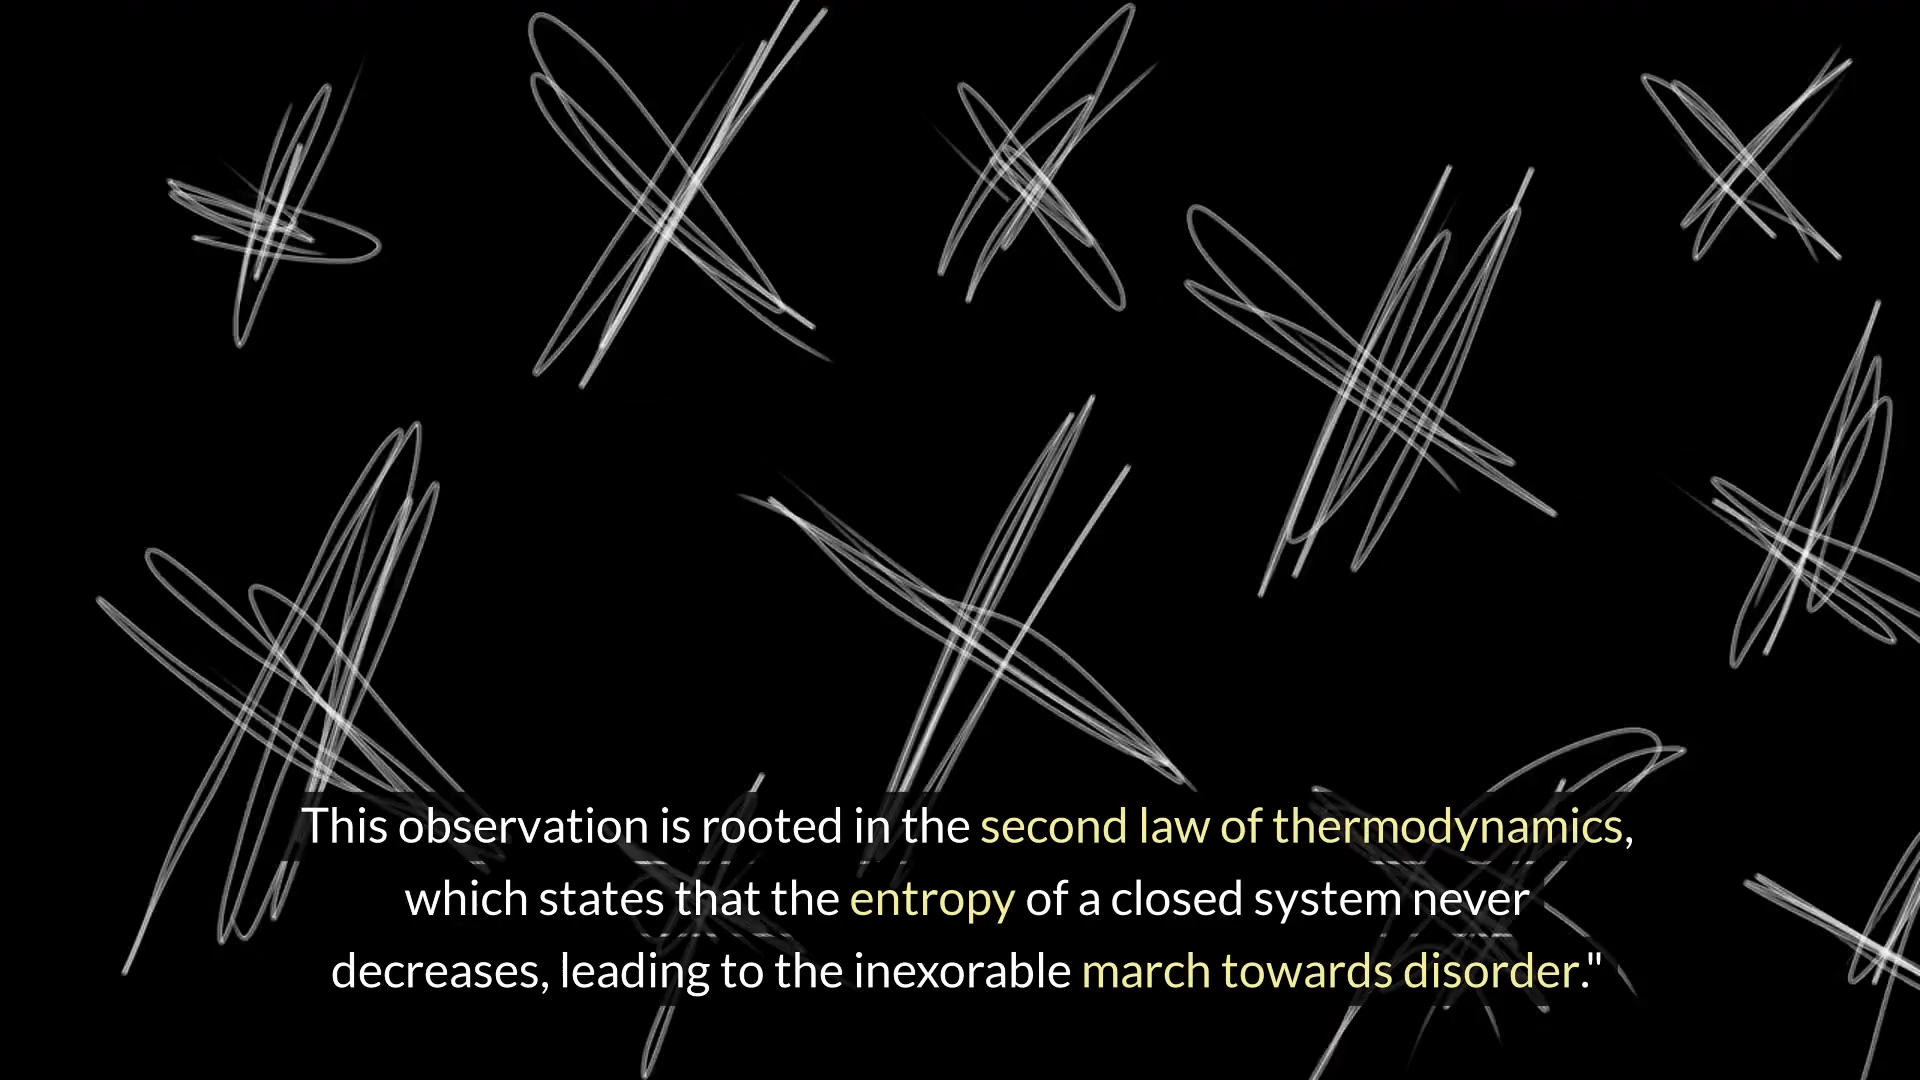 This observation is rooted in the second law of thermodynamics,
which states that the entropy of a closed system never
decreases, leading to the inexorable march towards disorder."